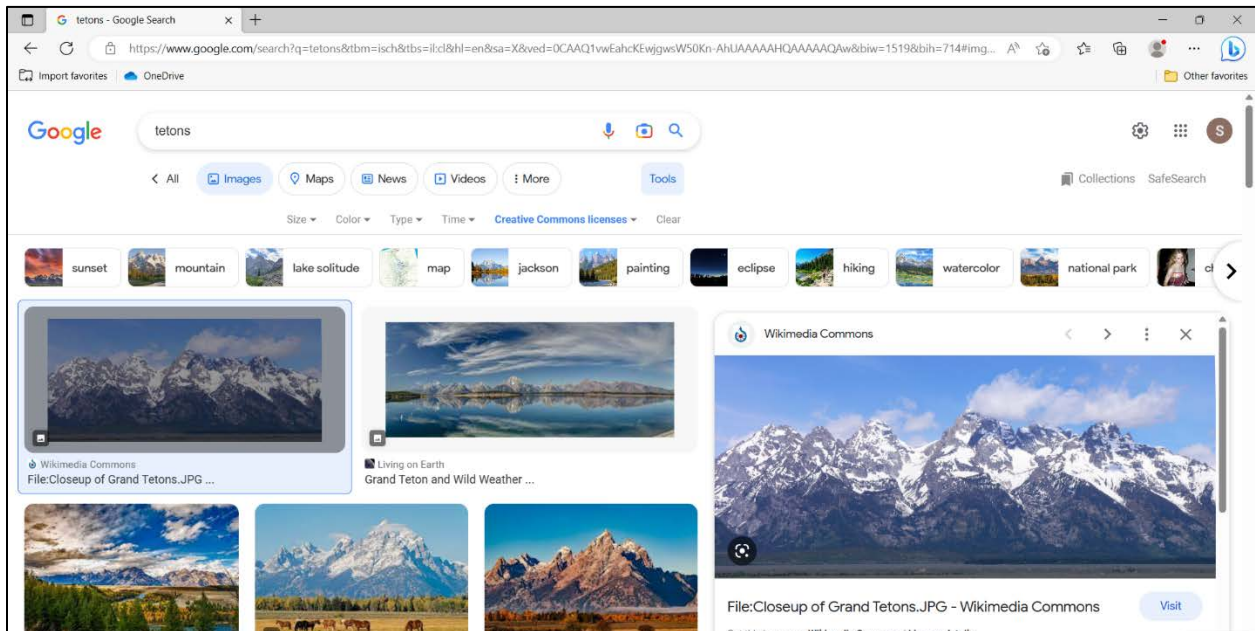 tetons - Google Search
https://www.google.com/search?q=tetons&tbm=isch&tbs=il:cl&hl=en&sa=X&ved=0CAAQ1vwEahcKEwjgwsW50Kn-AhUAAAAAHQAAAAAQAw&biw=1519&bih=714#img...
Import favorites OneDrive Other favorites
Google tetons S
All Images Maps News Videos More Tools Collections SafeSearch
Size Color Type Time Creative Commons licenses Clear
sunset mountain lake solitude map jackson painting eclipse hiking watercolor national park
Wikimedia Commons
Wikimedia Commons Living on Earth
File:Closeup of Grand Tetons.JPG ... Grand Teton and Wild Weather ...
File:Closeup of Grand Tetons.JPG - Wikimedia Commons Visit